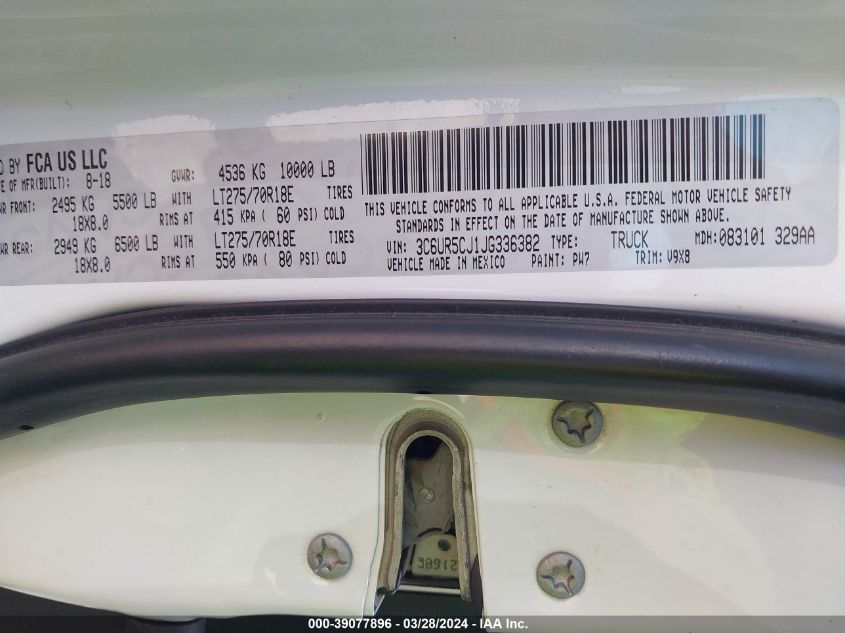 D BY FCA US LLC
E OF MFR(BUILT): 8-18 GVWR: 4536 KG 10000 LB
WR FRONT: 2495 KG 5500 LB WITH LT275/70R18E TIRES
18X8.0 RIMS AT 415 KPA ( 60 PSI) COLD
WR REAR: 2949 KG 6500 LB WITH LT275/70R18E TIRES
18X8.0 RIMS AT 550 KPA ( 80 PSI) COLD
THIS VEHICLE CONFORMS TO ALL APPLICABLE U.S.A. FEDERAL MOTOR VEHICLE SAFETY
STANDARDS IN EFFECT ON THE DATE OF MANUFACTURE SHOWN ABOVE.
VIN: 3C6UR5CJ1JG336382 TYPE: TRUCK MDH:083101 329AA
VEHICLE MADE IN MEXICO PAINT: PW7 TRIM: V9X8
000-39077896 - 03/28/2024 - IAA Inc.